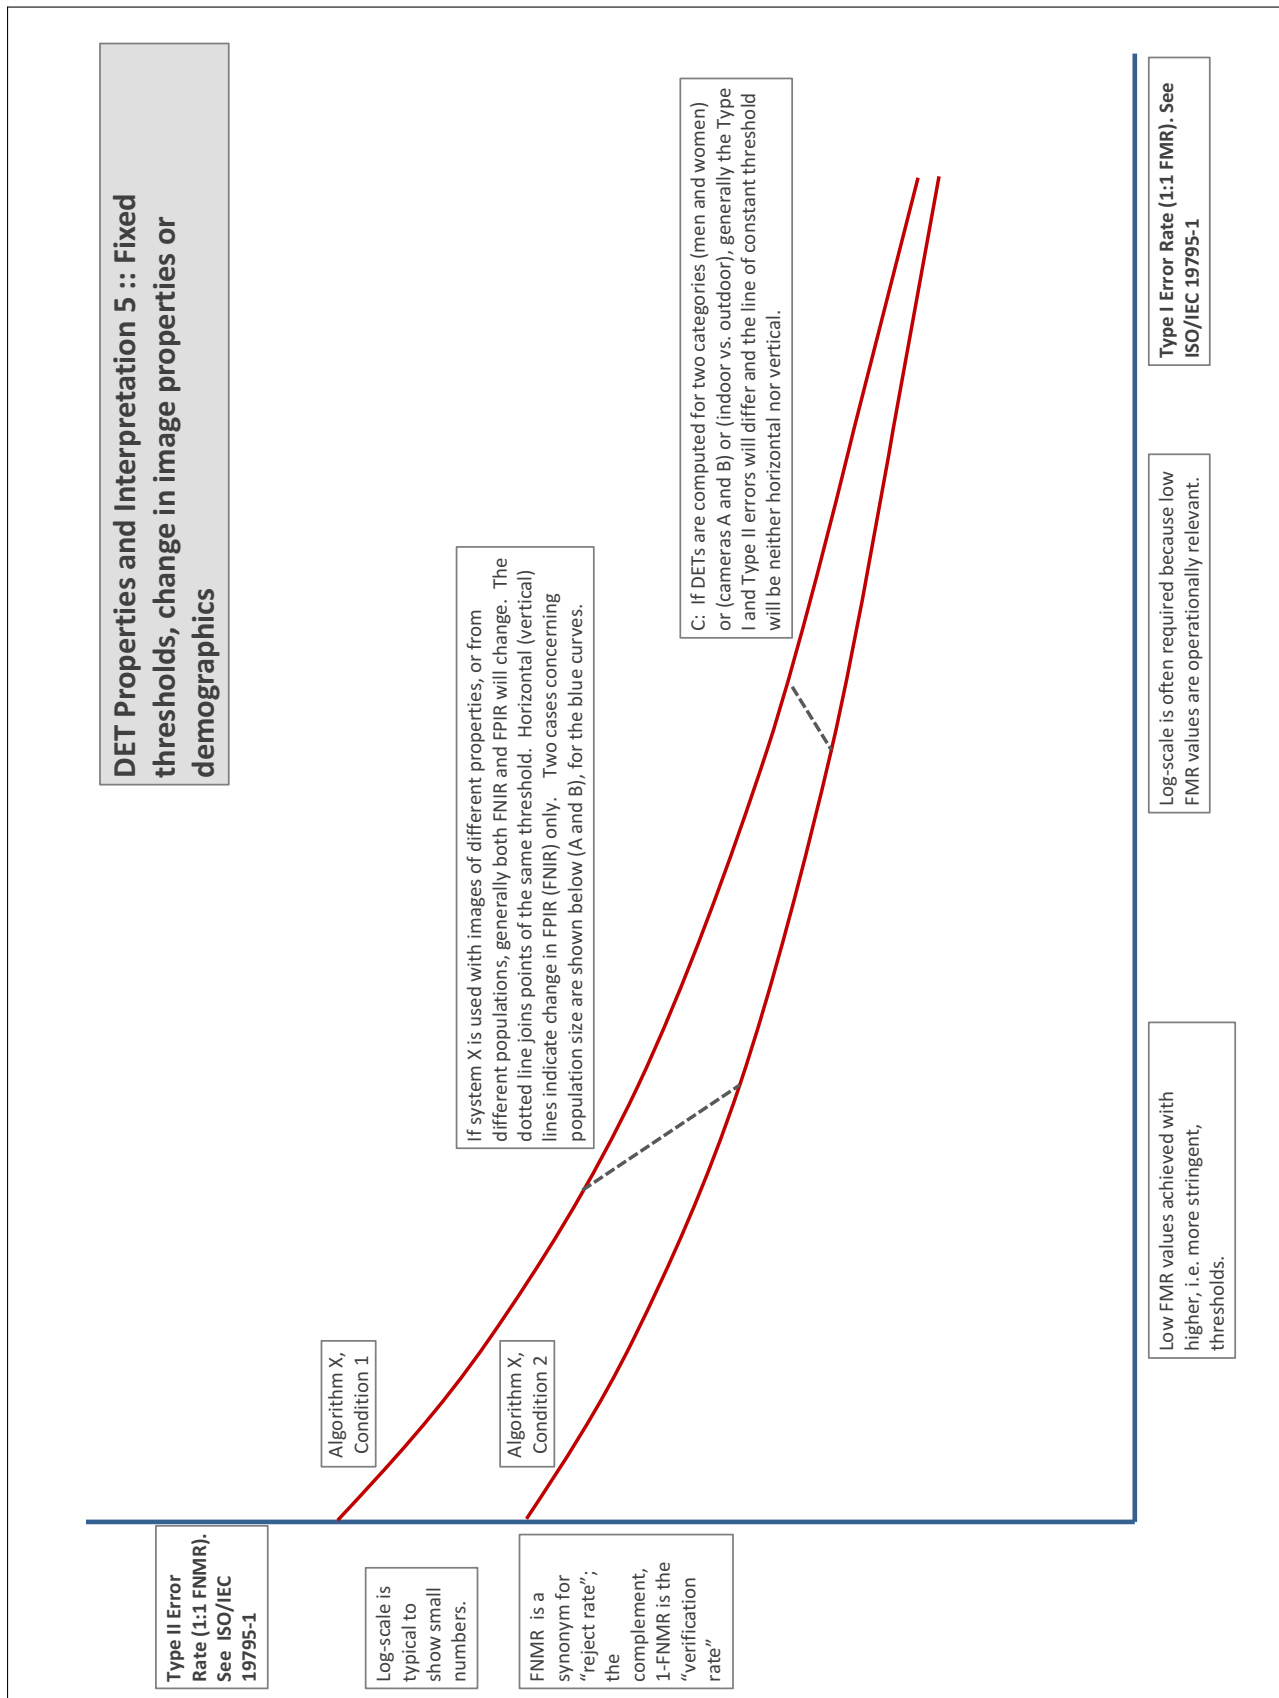 DET Properties and Interpretation 5 :: Fixed
thresholds, change in image properties or
demographics
Type II Error
Rate (1:1 FNMR).
See ISO/IEC
19795-1
Log-scale is
typical to
show small
numbers.
FNMR is a
synonym for
“reject rate”;
the
complement,
1-FNMR is the
“verification
rate”
Algorithm X,
Condition 1
Algorithm X,
Condition 2
If system X is used with images of different properties, or from
different populations, generally both FNIR and FPIR will change. The
dotted line joins points of the same threshold. Horizontal (vertical)
lines indicate change in FPIR (FNIR) only. Two cases concerning
population size are shown below (A and B), for the blue curves.
C: If DETs are computed for two categories (men and women)
or (cameras A and B) or (indoor vs. outdoor), generally the Type
I and Type II errors will differ and the line of constant threshold
will be neither horizontal nor vertical.
Low FMR values achieved with
higher, i.e. more stringent,
thresholds.
Log-scale is often required because low
FMR values are operationally relevant.
Type I Error Rate (1:1 FMR). See
ISO/IEC 19795-1